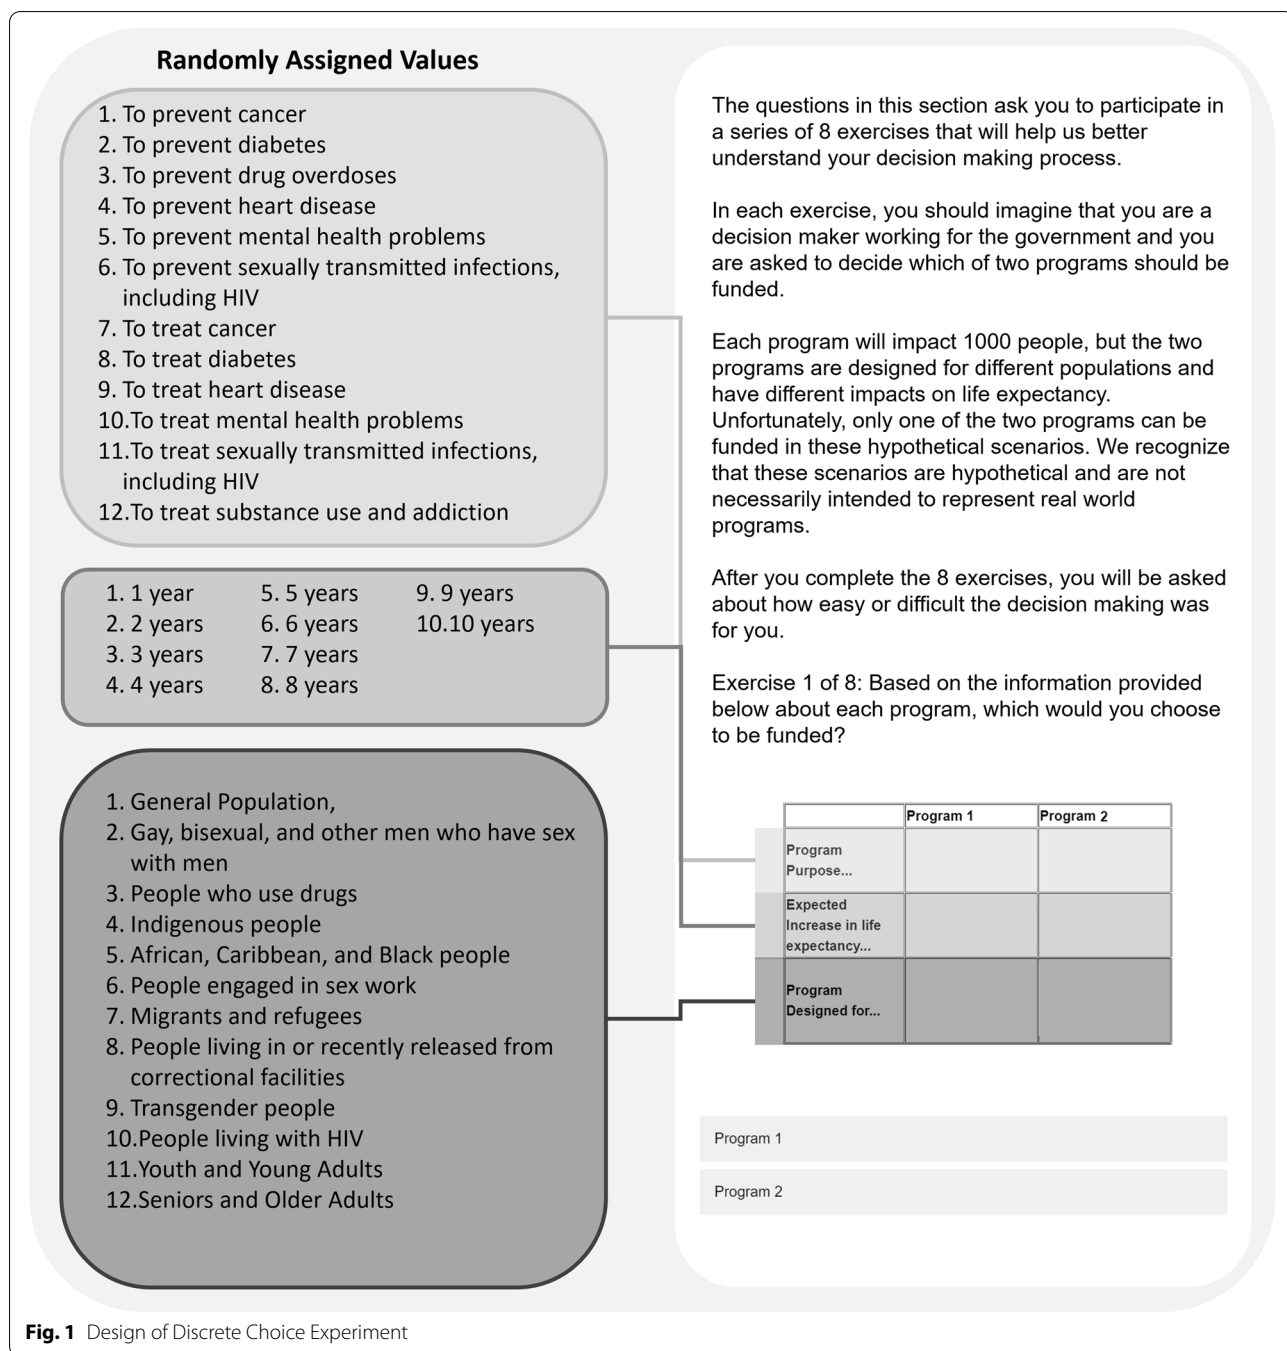 Randomly Assigned Values
1. To prevent cancer
2. To prevent diabetes
3. To prevent drug overdoses
4. To prevent heart disease
5. To prevent mental health problems
6. To prevent sexually transmitted infections,
including HIV
7. To treat cancer
8. To treat diabetes
9. To treat heart disease
10.To treat mental health problems
11.To treat sexually transmitted infections,
including HIV
12.To treat substance use and addiction
1. 1 year
2. 2 years
3. 3 years
4. 4 years
5. 5 years
6. 6 years
7. 7 years
8. 8 years
9. 9 years
10.10 years
1. General Population,
2. Gay, bisexual, and other men who have sex
with men
3. People who use drugs
4. Indigenous people
5. African, Caribbean, and Black people
6. People engaged in sex work
7. Migrants and refugees
8. People living in or recently released from
correctional facilities
9. Transgender people
10.People living with HIV
11.Youth and Young Adults
12.Seniors and Older Adults
The questions in this section ask you to participate in
a series of 8 exercises that will help us better
understand your decision making process.
In each exercise, you should imagine that you are a
decision maker working for the government and you
are asked to decide which of two programs should be
funded.
Each program will impact 1000 people, but the two
programs are designed for different populations and
have different impacts on life expectancy.
Unfortunately, only one of the two programs can be
funded in these hypothetical scenarios. We recognize
that these scenarios are hypothetical and are not
necessarily intended to represent real world
programs.
After you complete the 8 exercises, you will be asked
about how easy or difficult the decision making was
for you.
Exercise 1 of 8: Based on the information provided
below about each program, which would you choose
to be funded?
Program 1 Program 2
Program
Purpose...
Expected
Increase in life
expectancy...
Program
Designed for...
Program 1
Program 2
Fig. 1 Design of Discrete Choice Experiment